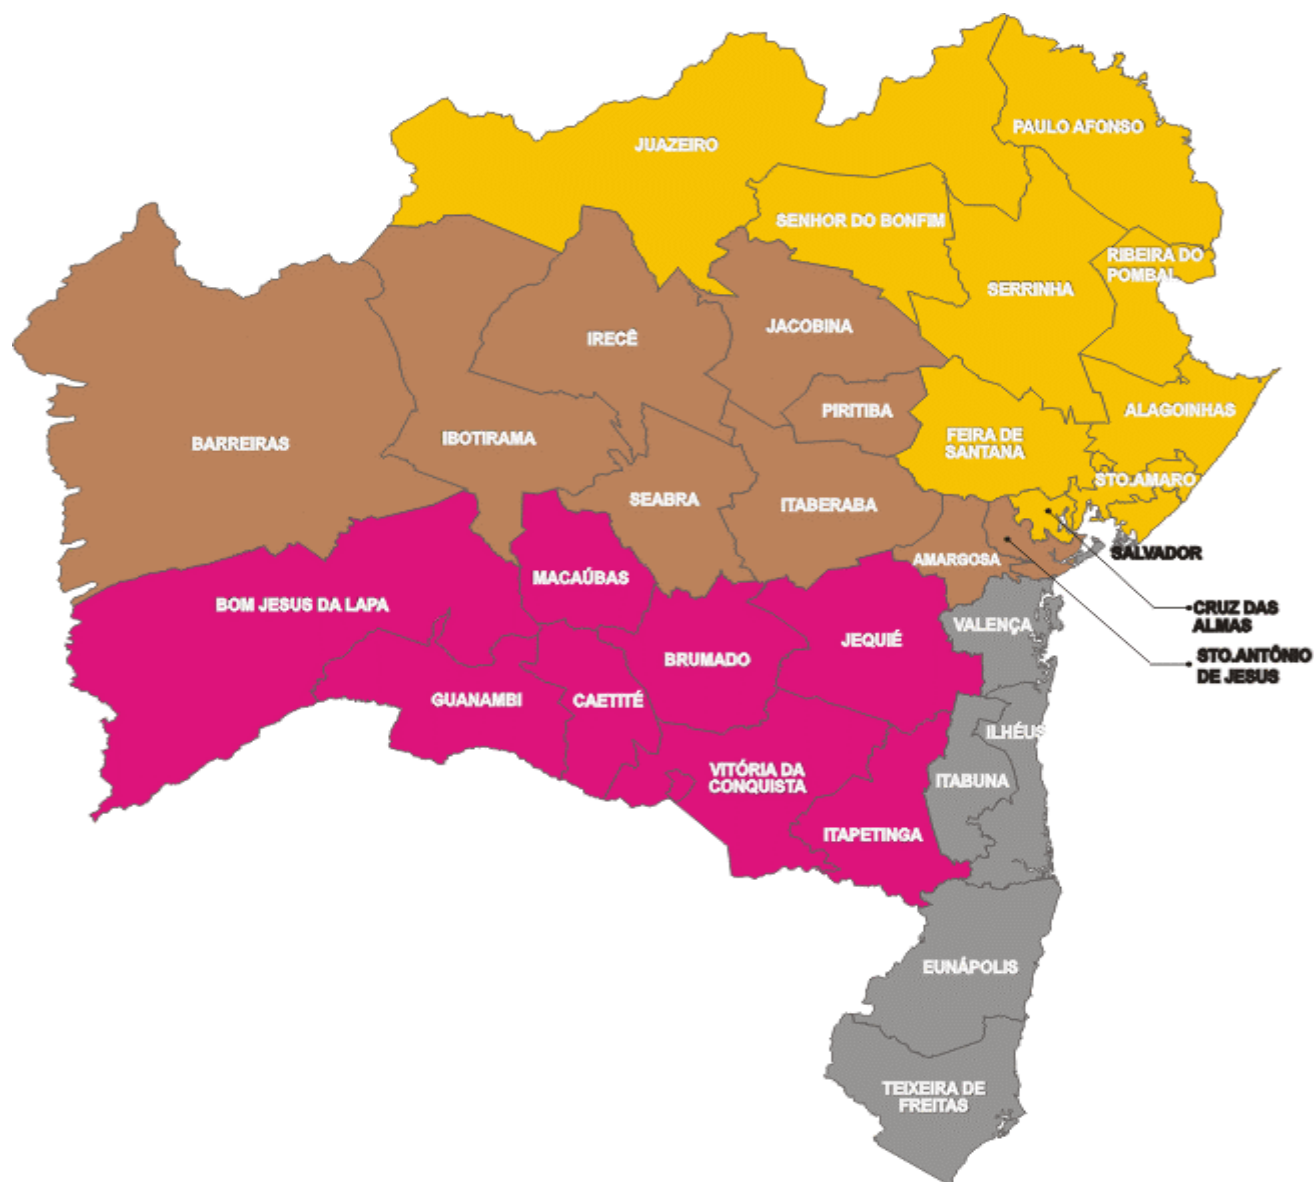 PAULO AFONSO
JUAZEIRO
SENHOR DO BONFIM
RIBEIRA DO
POMBAL
SERRINHA
JACOBINA
IRECÊ
PIRITIBA
ALAGOINHAS
BARREIRAS
IBOTIRAMA
FEIRA DE
SANTANA
STO.AMARO
SEABRA
ITABERABA
SALVADOR
AMARGOSA
MACAÚBAS
BOM JESUS DA LAPA
CRUZ DAS
ALMAS
VALENÇA
JEQUIÉ
BRUMADO
STO.ANTÔNIO
DE JESUS
GUANAMBI
CAETITÉ
ILHÉUS
VITÓRIA DA
CONQUISTA
ITABUNA
ITAPETINGA
EUNÁPOLIS
TEIXEIRA DE
FREITAS